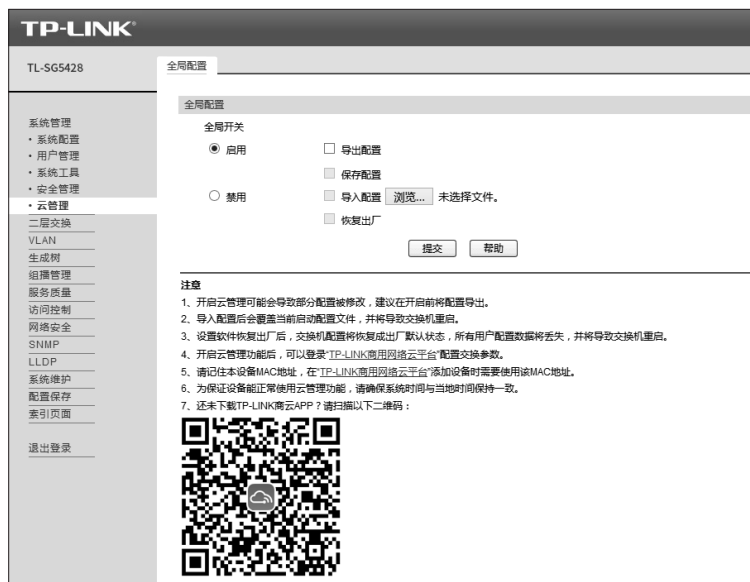 TP-LINK
TL-SG5428
全局配置
系统管理
• 系统配置
• 用户管理
• 系统工具
• 安全管理
• 云管理
二层交换
VLAN
生成树
组播管理
服务质量
访问控制
网络安全
SNMP
LLDP
系统维护
配置保存
索引页面
退出登录
全局配置
全局开关
启用 导出配置
保存配置
禁用 导入配置 浏览... 未选择文件。
恢复出厂
提交 帮助
注意
1、开启云管理可能会导致部分配置被修改，建议在开启前将配置导出。
2、导入配置后会覆盖当前启动配置文件，并将导致交换机重启。
3、设置软件恢复出厂后，交换机配置将恢复成出厂默认状态，所有用户配置数据将丢失，并将导致交换机重启。
4、开启云管理功能后，可以登录"TP-LINK商用网络云平台"配置交换参数。
5、请记住本设备MAC地址，在"TP-LINK商用网络云平台"添加设备时需要使用该MAC地址。
6、为保证设备能正常使用云管理功能，请确保系统时间与当地时间保持一致。
7、还未下载TP-LINK商云APP？请扫描以下二维码：